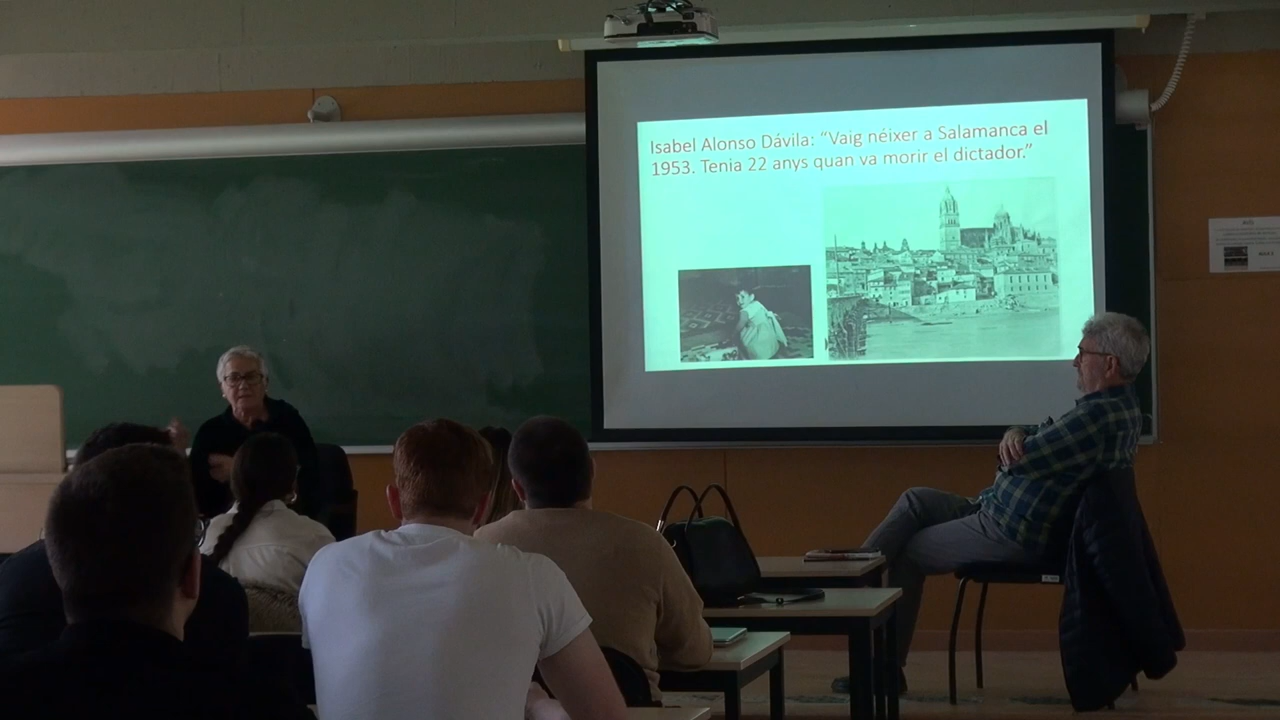 Isabel Alonso Dávila: “Vaig néixer a Salamanca el
1953. Tenia 22 anys quan va morir el dictador.”